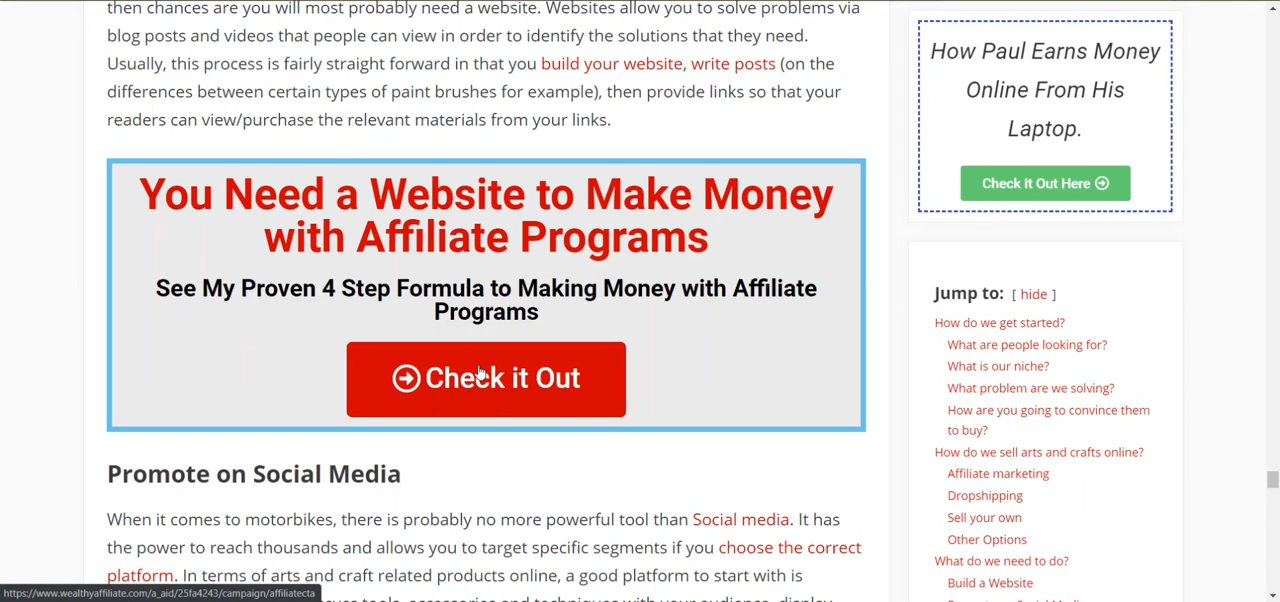 then chances are you will most probably need a website. Websites allow you to solve problems via
blog posts and videos that people can view in order to identify the solutions that they need.
Usually, this process is fairly straight forward in that you build your website, write posts (on the
differences between certain types of paint brushes for example), then provide links so that your
readers can view/purchase the relevant materials from your links.
You Need a Website to Make Money
with Affiliate Programs
See My Proven 4 Step Formula to Making Money with Affiliate
Programs
Check it Out
Promote on Social Media
When it comes to motorbikes, there is probably no more powerful tool than Social media. It has
the power to reach thousands and allows you to target specific segments if you choose the correct
platform. In terms of arts and craft related products online, a good platform to start with is
tools, accessories and techniques with your audience, display
https://www.wealthyaffiliate.com/a_aid/25fa4243/campaign/affiliatecta
How Paul Earns Money
Online From His
Laptop.
Check It Out Here
Jump to: [ hide ]
How do we get started?
What are people looking for?
What is our niche?
What problem are we solving?
How are you going to convince them
to buy?
How do we sell arts and crafts online?
Affiliate marketing
Dropshipping
Sell your own
Other Options
What do we need to do?
Build a Website
Promote on Social Media